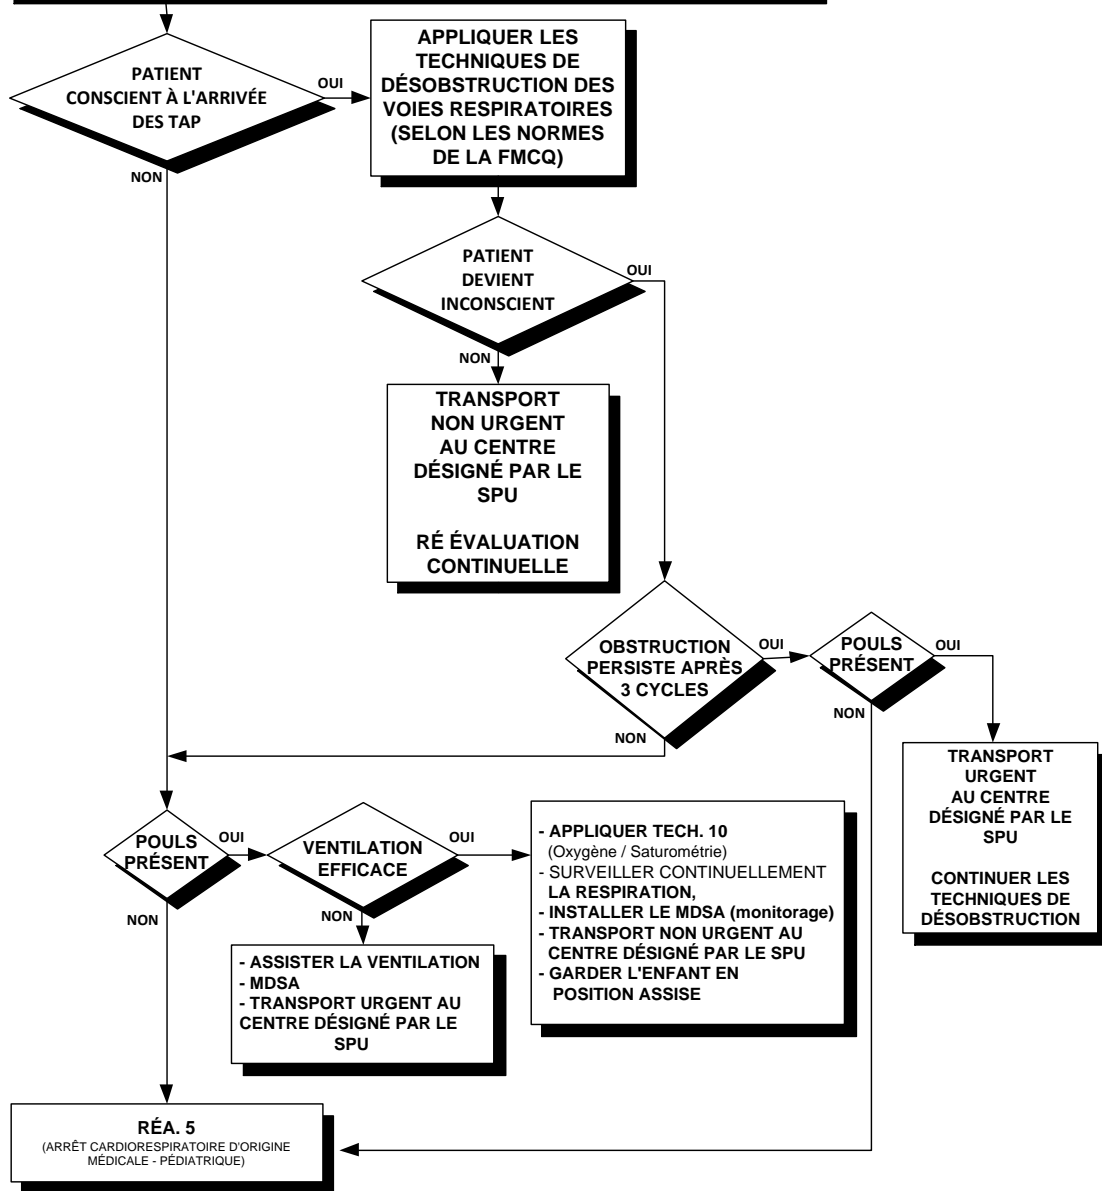 PATIENT
CONSCIENT À L'ARRIVÉE
DES TAP
OUI
NON
APPLIQUER LES
TECHNIQUES DE
DÉSOBSTRUCTION DES
VOIES RESPIRATOIRES
(SELON LES NORMES
DE LA FMCQ)
PATIENT
DEVIENT
INCONSCIENT
OUI
NON
TRANSPORT
NON URGENT
AU CENTRE
DÉSIGNÉ PAR LE
SPU
RÉ ÉVALUATION
CONTINUELLE
OBSTRUCTION
PERSISTE APRÈS
3 CYCLES
OUI
NON
POULS
PRÉSENT
OUI
NON
TRANSPORT
URGENT
AU CENTRE
DÉSIGNÉ PAR LE
SPU
CONTINUER LES
TECHNIQUES DE
DÉSOBSTRUCTION
POULS
PRÉSENT
OUI
NON
VENTILATION
EFFICACE
OUI
NON
- APPLIQUER TECH. 10
(Oxygène / Saturométrie)
- SURVEILLER CONTINUELLEMENT
LA RESPIRATION,
- INSTALLER LE MDSA (monitorage)
- TRANSPORT NON URGENT AU
CENTRE DÉSIGNÉ PAR LE SPU
- GARDER L'ENFANT EN
POSITION ASSISE
- ASSISTER LA VENTILATION
- MDSA
- TRANSPORT URGENT AU
CENTRE DÉSIGNÉ PAR LE
SPU
RÉA. 5
(ARRÊT CARDIORESPIRATOIRE D'ORIGINE
MÉDICALE - PÉDIATRIQUE)